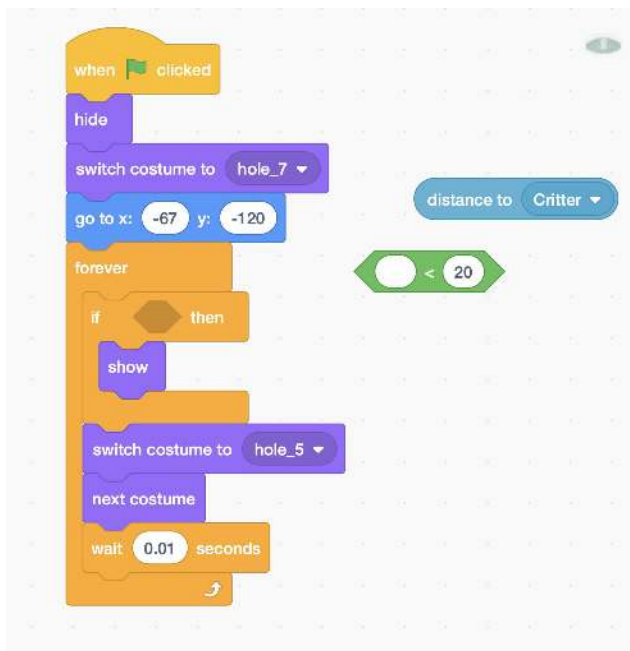 when clicked
hide
switch costume to hole_7
distance to Critter
go to x: -67 y: -120
forever
< 20
if then
show
switch costume to hole_5
next costume
wait 0.01 seconds